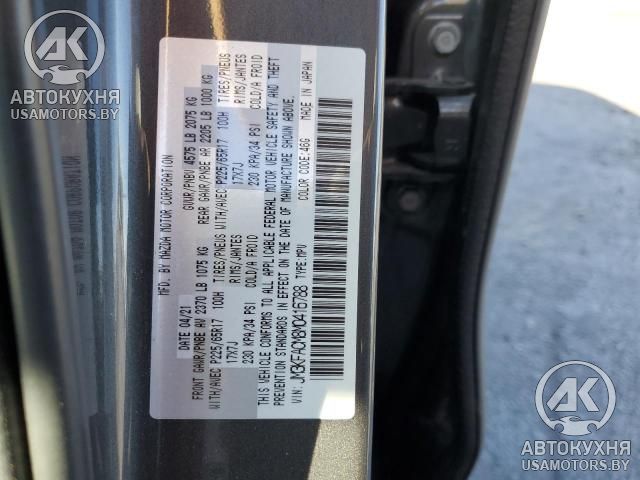 MFD. BY MAZDA MOTOR CORPORATION
DATE 04/21 GVWR/PNBV 4575 LB 2075 KG
FRONT GAWR/PNBE AV 2370 LB 1075 KG REAR GAWR/PNBE AR 2205 LB 1000 KG
WITH/AVEC P225/65R17 100H TIRES/PNEUS WITH/AVEC P225/65R17 100H TIRES/PNEUS
17X7J RIMS/JANTES 17X7J RIMS/JANTES
230 KPA/34 PSI COLD/A FROID 230 KPA/34 PSI COLD/A FROID
THIS VEHICLE CONFORMS TO ALL APPLICABLE FEDERAL MOTOR VEHICLE SAFETY AND THEFT
PREVENTION STANDARDS IN EFFECT ON THE DATE OF MANUFACTURE SHOWN ABOVE.
VIN: JM3KFACM8M0416788 TYPE:MPV COLOR CODE:46G MADE IN JAPAN
АК
АВТОКУХНЯ
USAMOTORS.BY
АК
АВТОКУХНЯ
USAMOTORS.BY